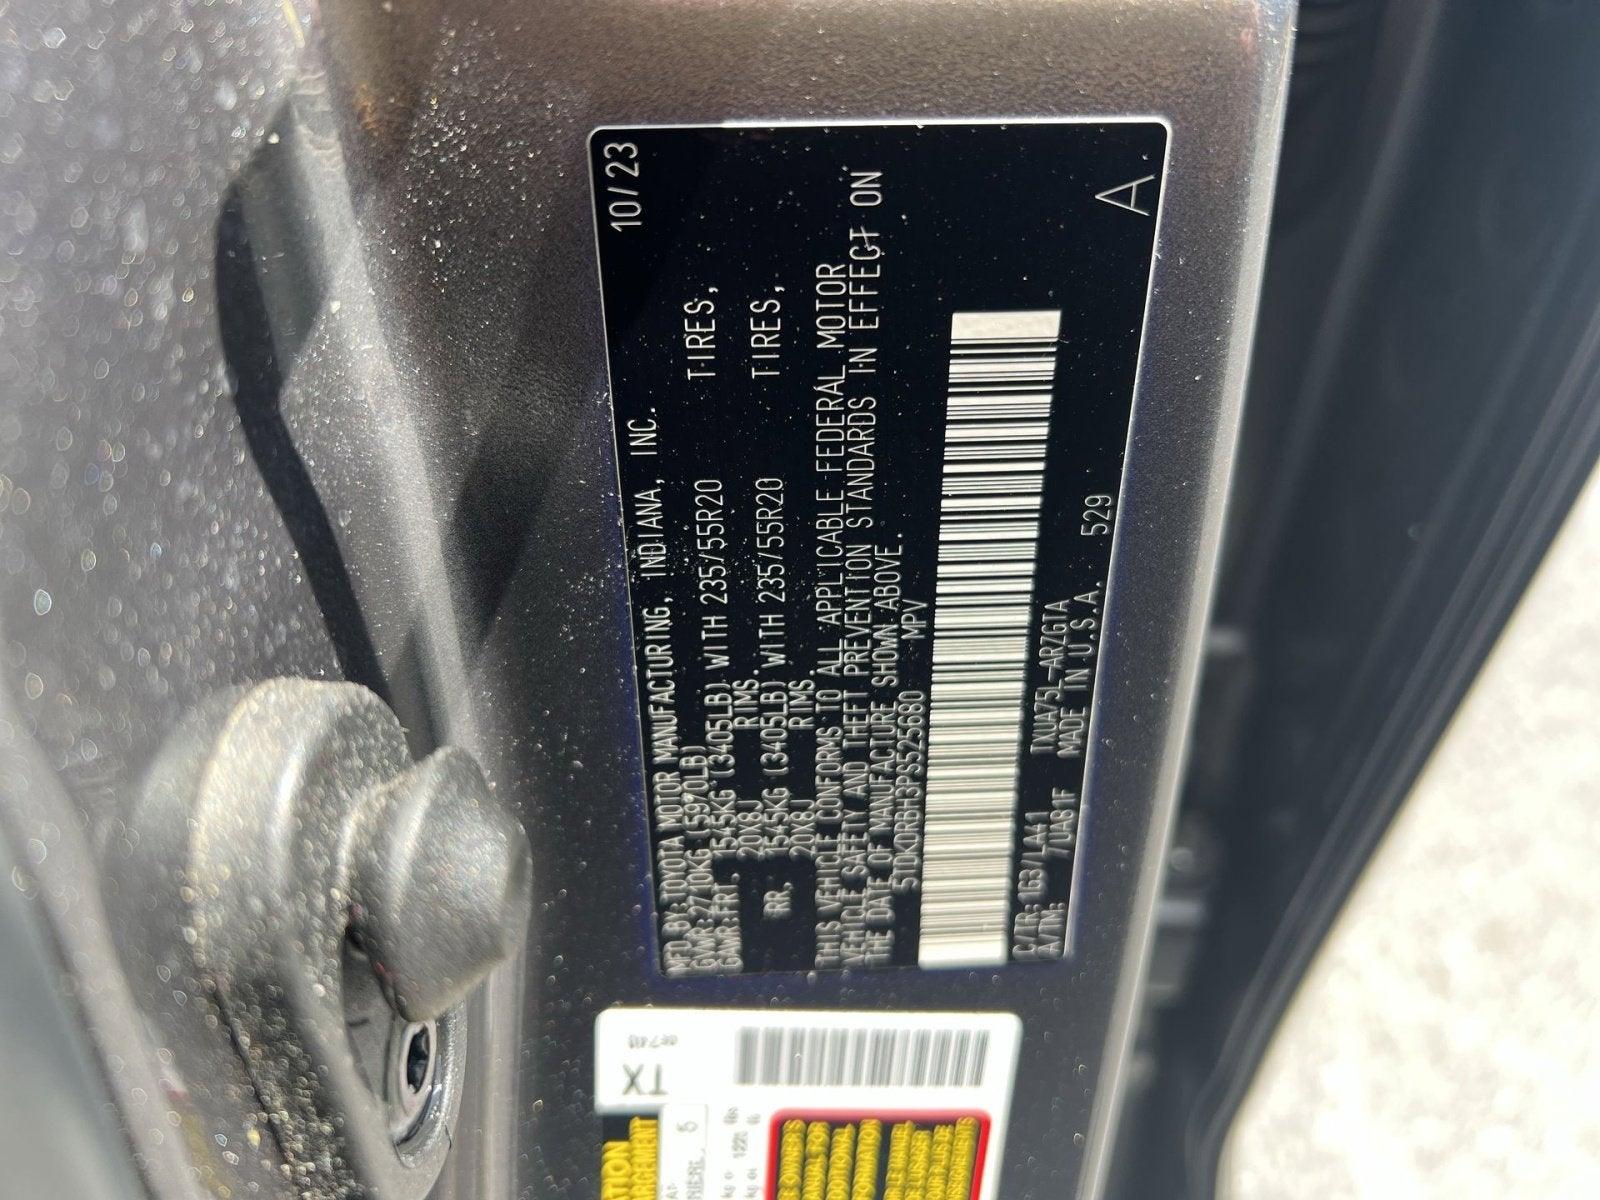 10/23
MFD. BY: TOYOTA MOTOR MANUFACTURING, INDIANA, INC.
GVWR: 2710KG (5970LB)
GAWR: FRT. 1545KG (3405LB) WITH 235/55R20 TIRES,
20X8J RIMS.
RR. 1545KG (3405LB) WITH 235/55R20 TIRES,
20X8J RIMS.
THIS VEHICLE CONFORMS TO ALL APPLICABLE FEDERAL MOTOR
VEHICLE SAFETY AND THEFT PREVENTION STANDARDS IN EFFECT ON
THE DATE OF MANUFACTURE SHOWN ABOVE.
5TDKDRBH3PS525680 MPV
C/TR: 1G3/LA41 TXUA75L-ARZGTA
A/TM: /UA81F MADE IN U.S.A. 529
A
TX